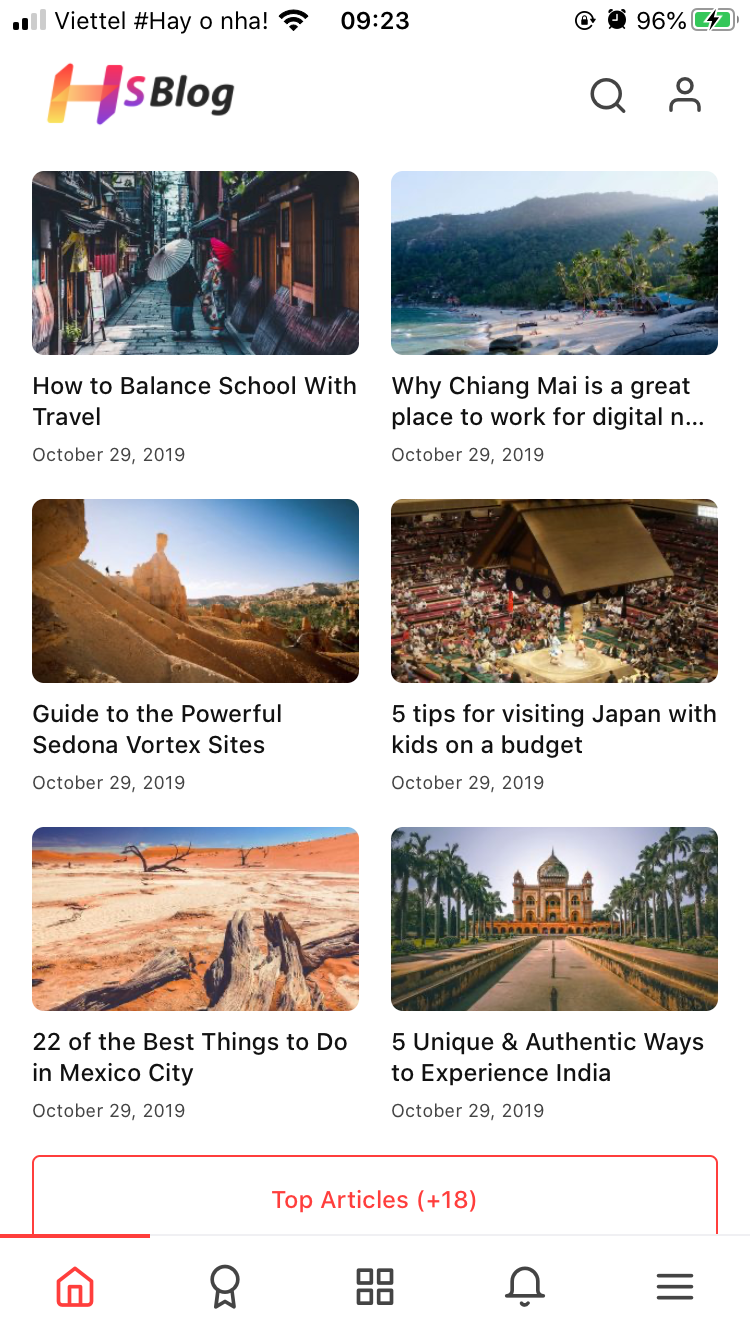 Viettel #Hay o nha! 09:23 96%
HS Blog
How to Balance School With
Travel
October 29, 2019
Why Chiang Mai is a great
place to work for digital n...
October 29, 2019
Guide to the Powerful
Sedona Vortex Sites
October 29, 2019
5 tips for visiting Japan with
kids on a budget
October 29, 2019
22 of the Best Things to Do
in Mexico City
October 29, 2019
5 Unique & Authentic Ways
to Experience India
October 29, 2019
Top Articles (+18)